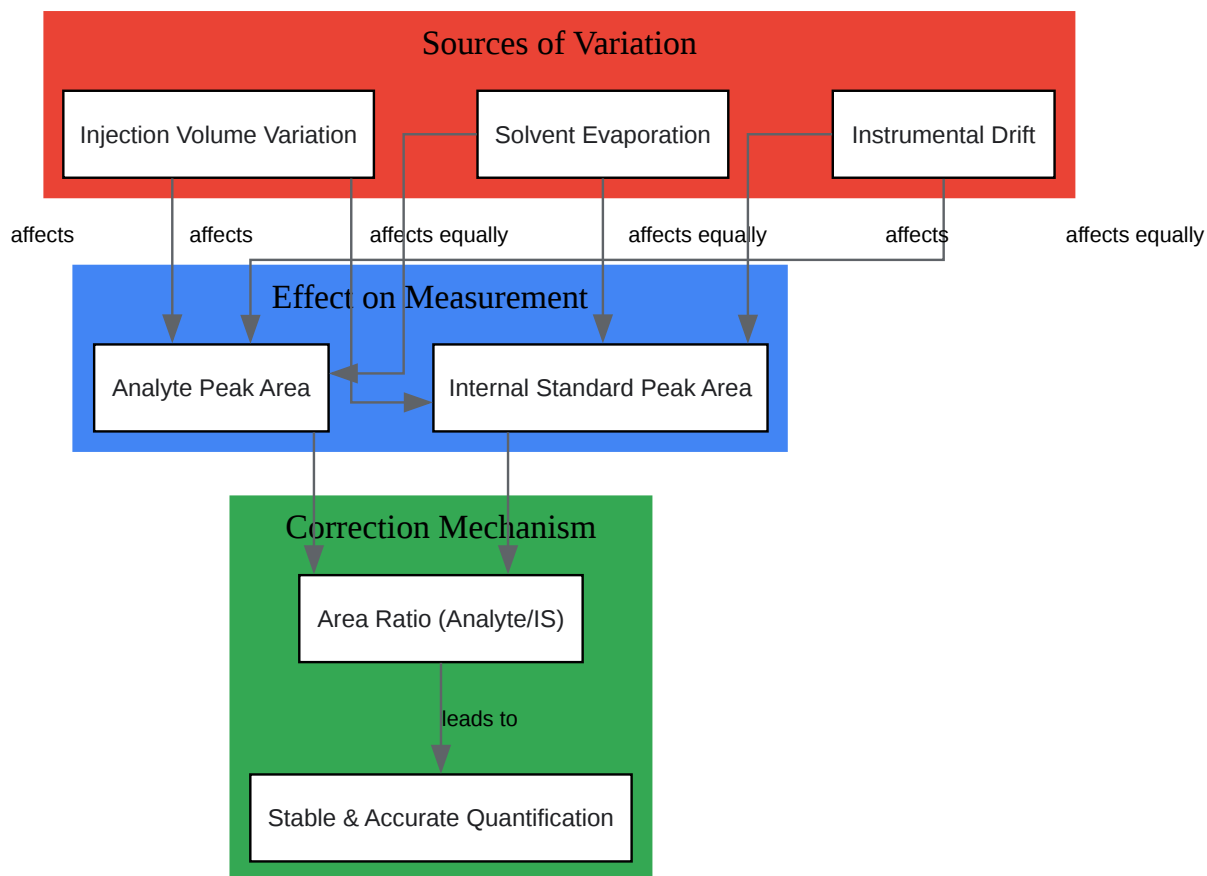 Sources of Variation
Injection Volume Variation
Solvent Evaporation
Instrumental Drift
affects
affects
affects equally
affects equally
affects
affects equally
Effect on Measurement
Analyte Peak Area
Internal Standard Peak Area
Correction Mechanism
Area Ratio (Analyte/IS)
leads to
Stable & Accurate Quantification